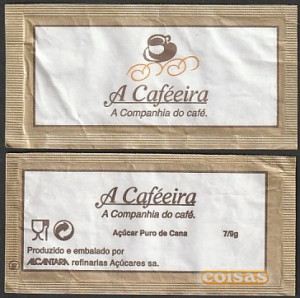 A Caféeira
A Companhia do café.
A Caféeira
A Companhia do café.
Açúcar Puro de Cana 7/9g
Produzido e embalado por
ALCANTARA refinarias Açúcares sa.
coisas